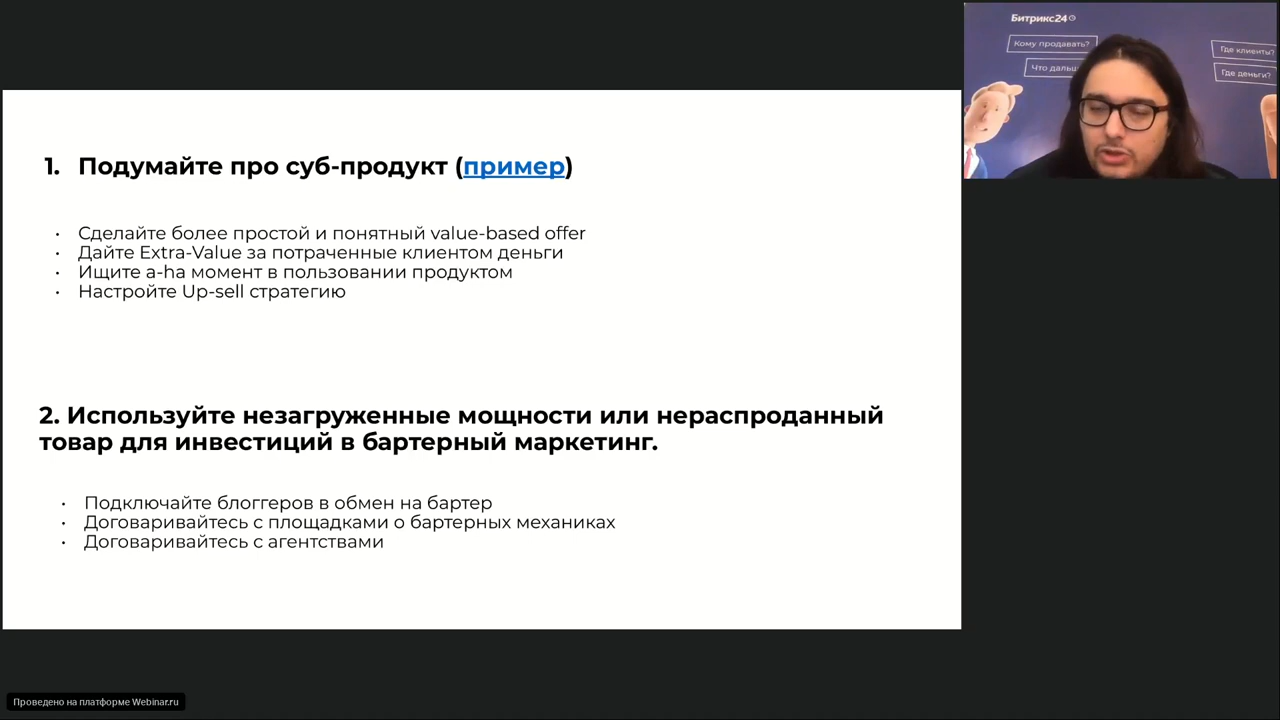 Битрикс24
Кому продавать?
Где клиенты?
Где деньги?
1. Подумайте про суб-продукт (пример)
• Сделайте более простой и понятный value-based offer
• Дайте Extra-Value за потраченные клиентом деньги
• Ищите a-ha момент в пользовании продуктом
• Настройте Up-sell стратегию
2. Используйте незагруженные мощности или нераспроданный
товар для инвестиций в бартерный маркетинг.
• Подключайте блоггеров в обмен на бартер
• Договаривайтесь с площадками о бартерных механиках
• Договаривайтесь с агентствами
Проведено на платформе Webinar.ru